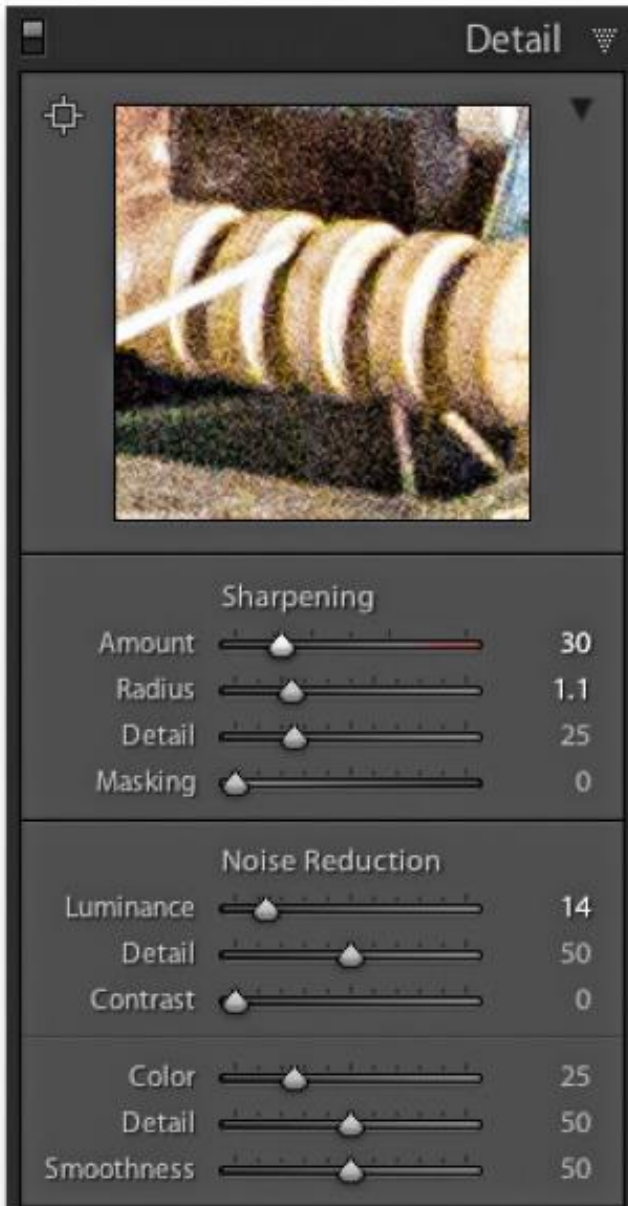 Detail
Sharpening
Amount 30
Radius 1.1
Detail 25
Masking 0
Noise Reduction
Luminance 14
Detail 50
Contrast 0
Color 25
Detail 50
Smoothness 50